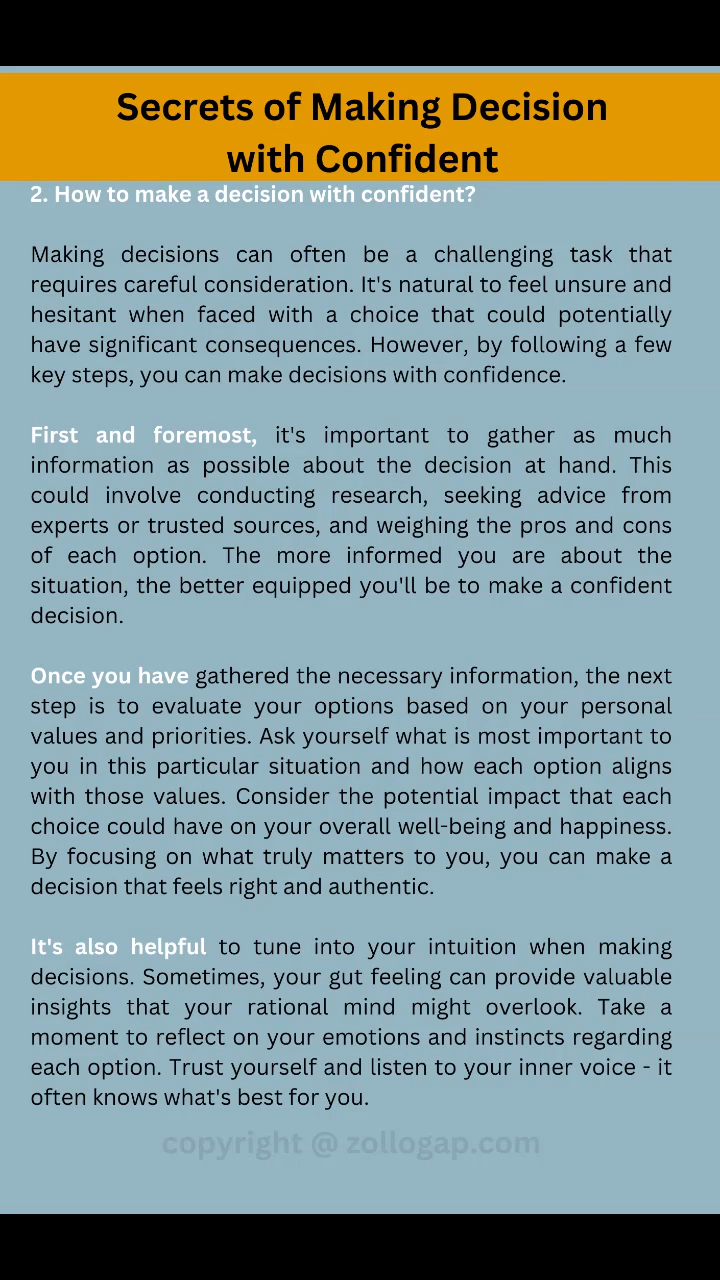 Secrets of Making Decision
with Confident
2. How to make a decision with confident?
Making decisions can often be a challenging task that
requires careful consideration. It's natural to feel unsure and
hesitant when faced with a choice that could potentially
have significant consequences. However, by following a few
key steps, you can make decisions with confidence.
First and foremost, it's important to gather as much
information as possible about the decision at hand. This
could involve conducting research, seeking advice from
experts or trusted sources, and weighing the pros and cons
of each option. The more informed you are about the
situation, the better equipped you'll be to make a confident
decision.
Once you have gathered the necessary information, the next
step is to evaluate your options based on your personal
values and priorities. Ask yourself what is most important to
you in this particular situation and how each option aligns
with those values. Consider the potential impact that each
choice could have on your overall well-being and happiness.
By focusing on what truly matters to you, you can make a
decision that feels right and authentic.
It's also helpful to tune into your intuition when making
decisions. Sometimes, your gut feeling can provide valuable
insights that your rational mind might overlook. Take a
moment to reflect on your emotions and instincts regarding
each option. Trust yourself and listen to your inner voice - it
often knows what's best for you.
copyright @ zollogap.com